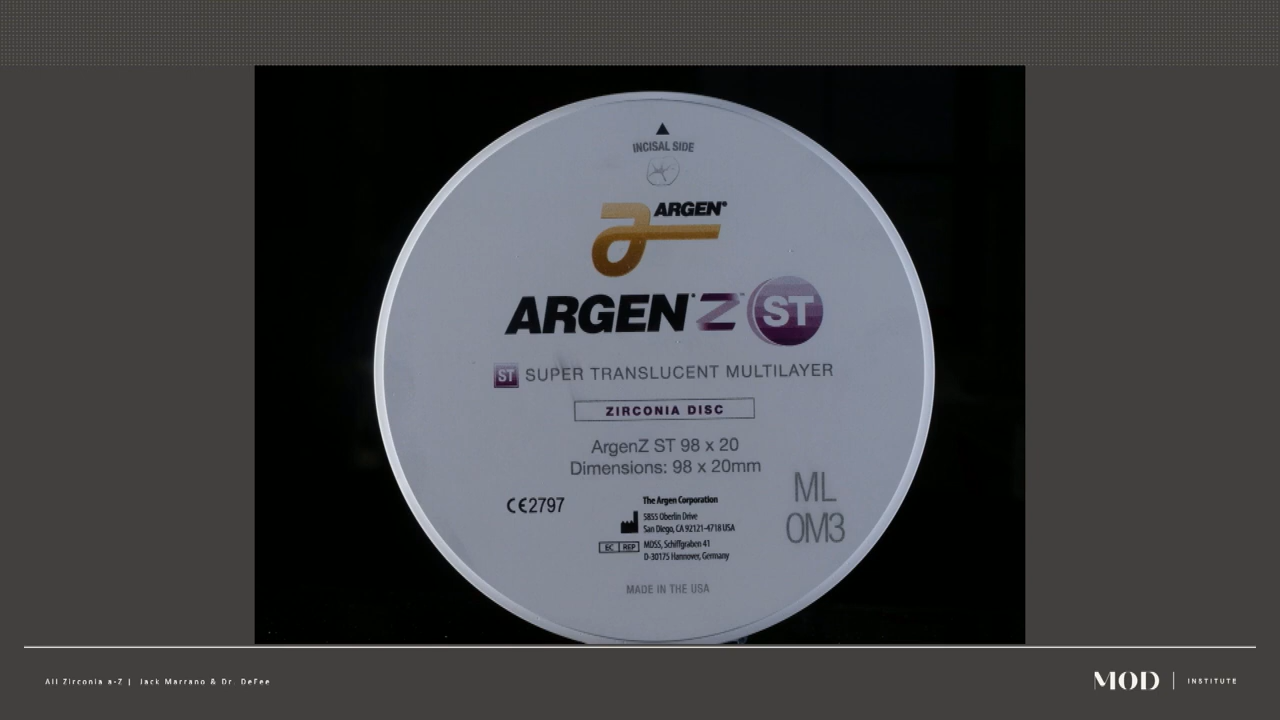 INCISAL SIDE
ARGEN®
ARGEN Z™ ST
ST SUPER TRANSLUCENT MULTILAYER
ZIRCONIA DISC
ArgenZ ST 98 x 20
Dimensions: 98 x 20mm
ML
OM3
CE2797
The Argen Corporation
5855 Oberlin Drive
San Diego, CA 92121-4718 USA
EC REP MDSS, Schiffgraben 41
D-30175 Hannover, Germany
MADE IN THE USA
All Zirconia a-Z | Jack Marrano & Dr. DeFee
MOD | INSTITUTE